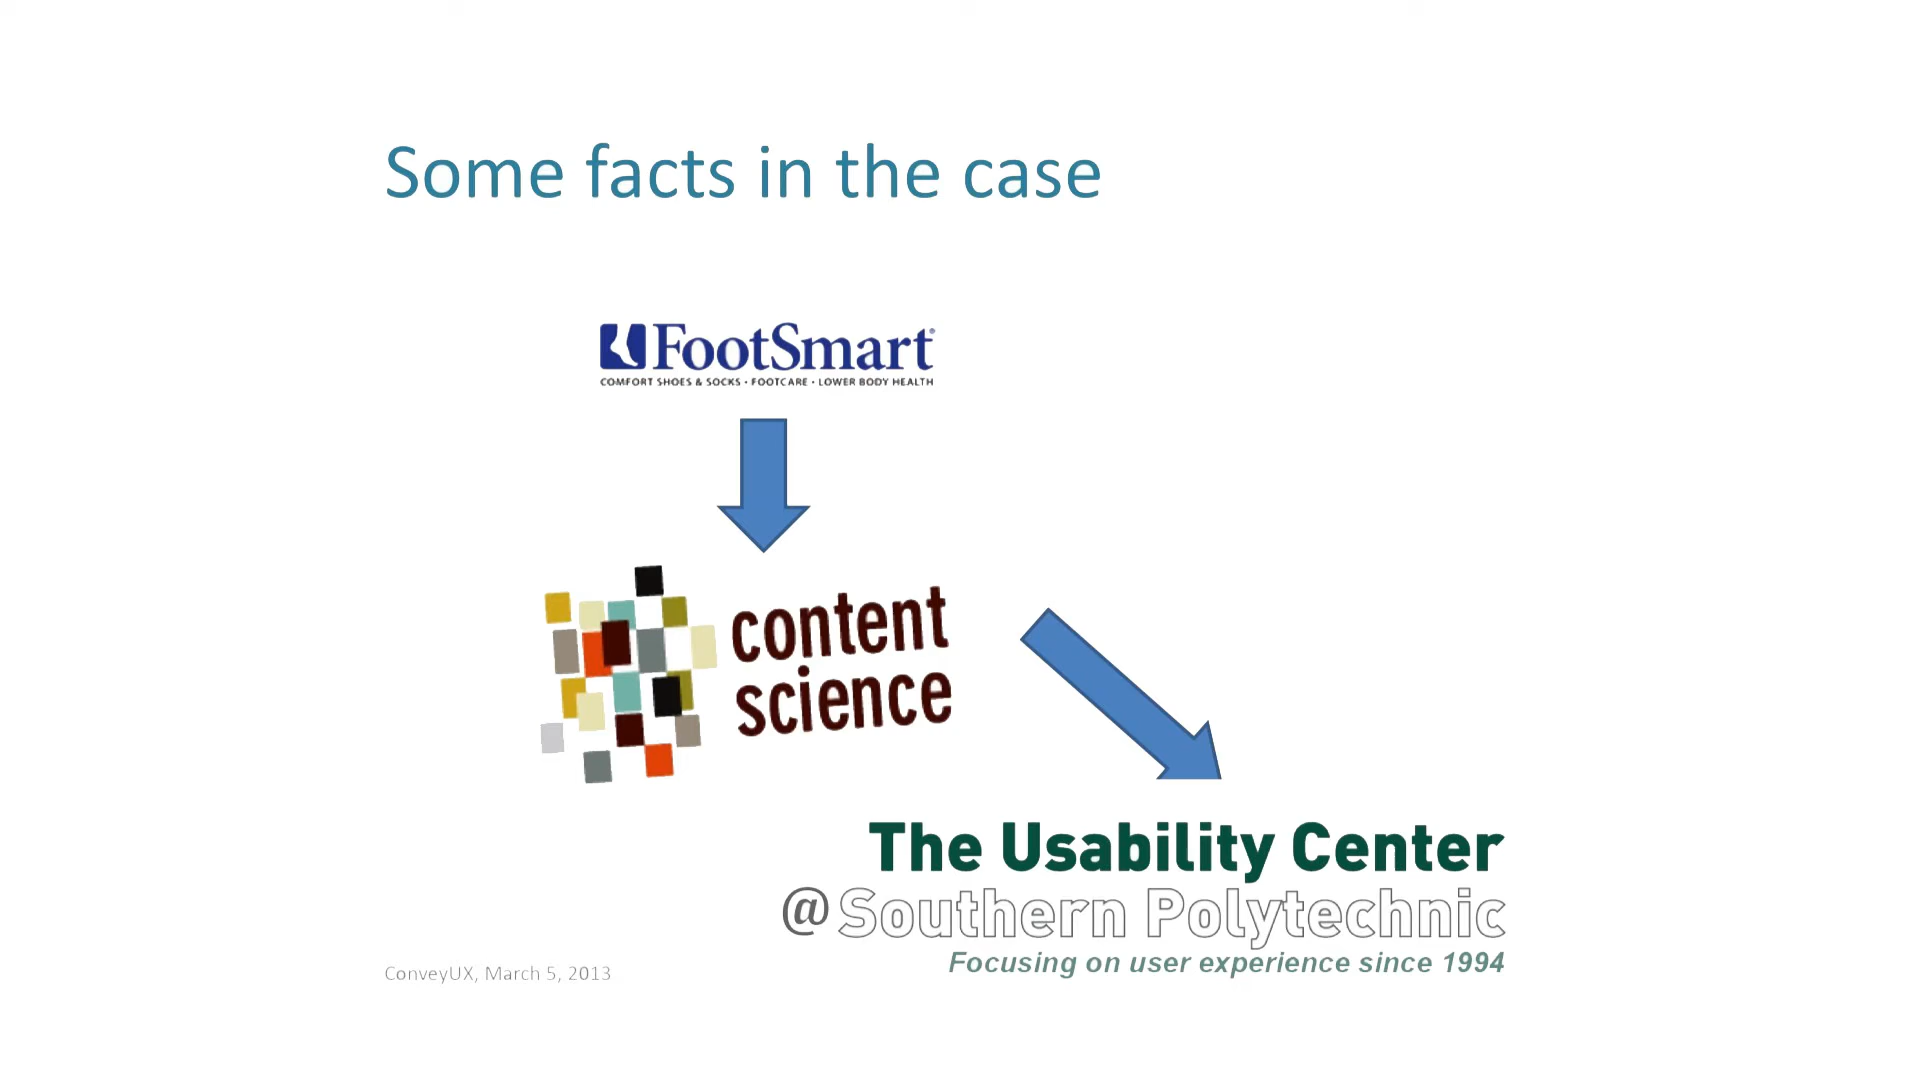 Some facts in the case
FootSmart®
COMFORT SHOES & SOCKS • FOOTCARE • LOWER BODY HEALTH
content
science
The Usability Center
@Southern Polytechnic
Focusing on user experience since 1994
ConveyUX, March 5, 2013